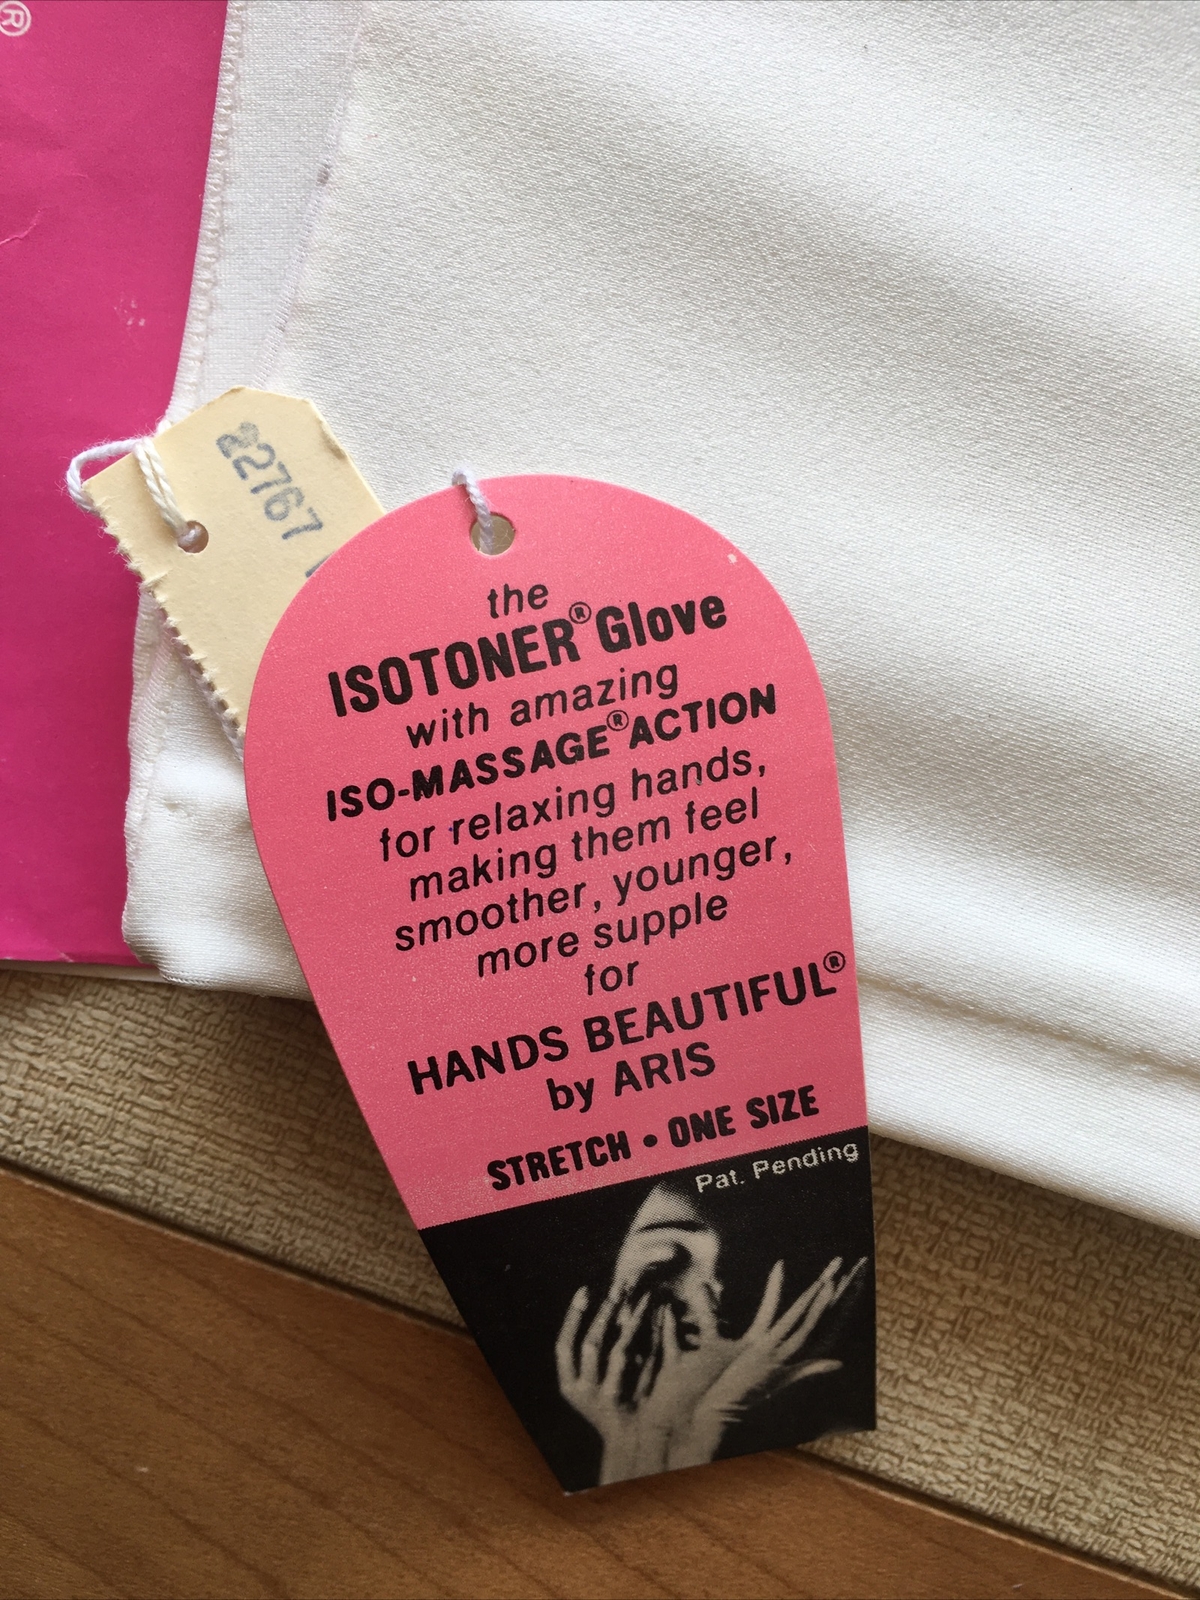 ®
22767
the
ISOTONER® Glove
with amazing
ISO-MASSAGE® ACTION
for relaxing hands,
making them feel
smoother, younger,
more supple
for
HANDS BEAUTIFUL®
by ARIS
STRETCH • ONE SIZE
Pat. Pending